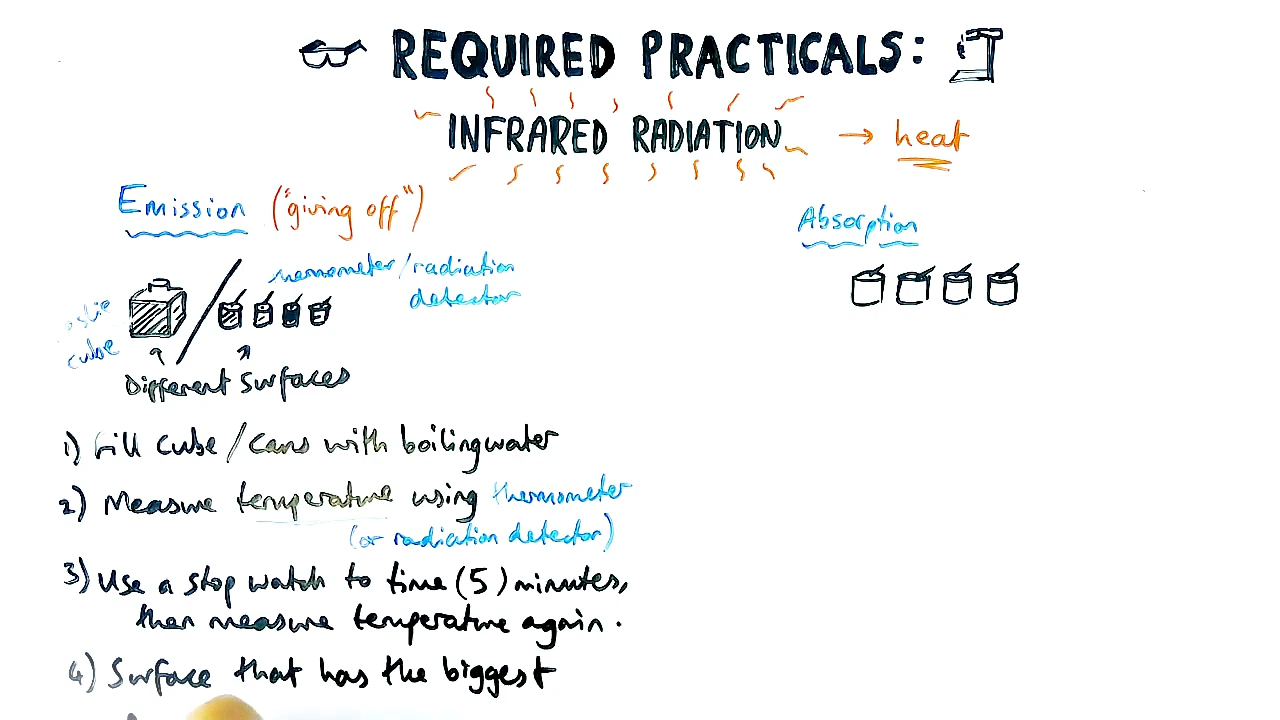 REQUIRED PRACTICALS:
INFRARED RADIATION → heat
Emission ("giving off")
Absorption
/radiation
detector
cube
Different Surfaces
1) Fill cube/cans with boiling water
2) Measure temperature using thermometer
(or radiation detector)
3) Use a stop watch to time (5) minutes,
then measure temperature again.
4) Surface that has the biggest